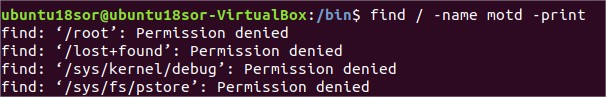 ubuntu18sor@ubuntu18sor-VirtualBox:/bin$ find / -name motd -print
find: ‘/root’: Permission denied
find: ‘/lost+found’: Permission denied
find: ‘/sys/kernel/debug’: Permission denied
find: ‘/sys/fs/pstore’: Permission denied